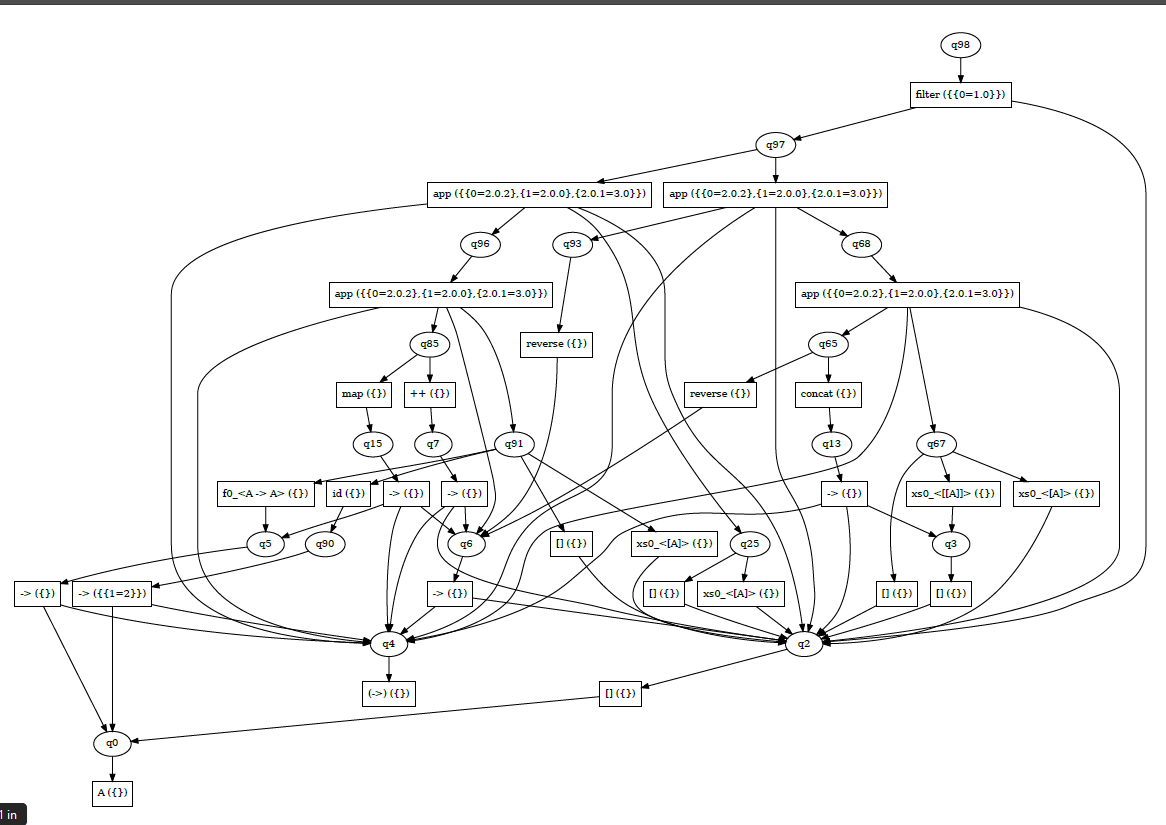 q98
filter ({{0=1.0}})
q97
app ({{0=2.0.2},{1=2.0.0},{2.0.1=3.0}})
app ({{0=2.0.2},{1=2.0.0},{2.0.1=3.0}})
q96
q93
q68
app ({{0=2.0.2},{1=2.0.0},{2.0.1=3.0}})
app ({{0=2.0.2},{1=2.0.0},{2.0.1=3.0}})
q85
reverse ({})
q65
map ({})
++ ({})
reverse ({})
concat ({})
q15
q7
q91
q13
q67
f0_<A -> A> ({})
id ({})
-> ({})
-> ({})
-> ({})
xs0_<[[A]]> ({})
xs0_<[A]> ({})
q5
q90
q6
[] ({})
xs0_<[A]> ({})
q25
q3
-> ({})
-> ({{1=2}})
-> ({})
[] ({})
xs0_<[A]> ({})
[] ({})
[] ({})
q4
q2
(->) ({})
[] ({})
q0
A ({})
1 in